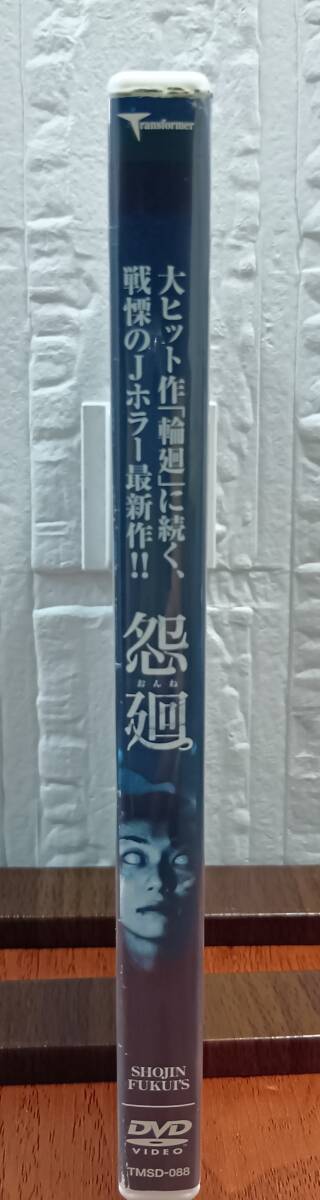 Transformer
大ヒット作「輪廻」に続く、
戦慄のJホラー最新作!!
怨廻
おんね
SHOJIN
FUKUI'S
DVD
VIDEO
TMSD-088